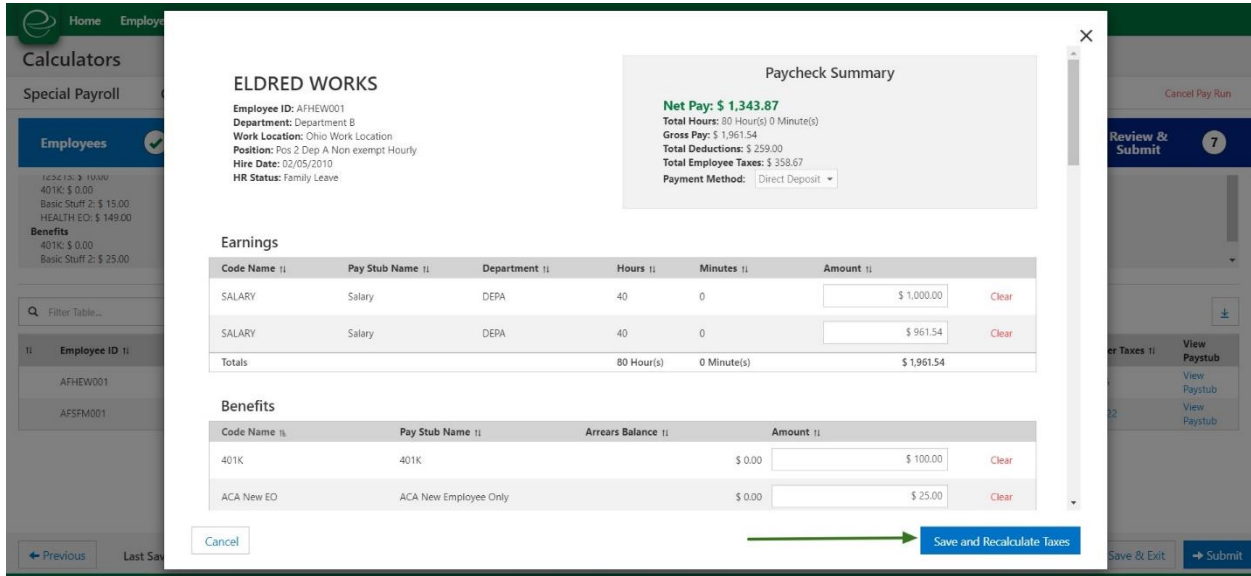 Home Employe
Calculators
Special Payroll
Cancel Pay Run
Employees
Review & Submit 7
125215: $ 10.00
401K: $ 0.00
Basic Stuff 2: $ 15.00
HEALTH EO: $ 149.00
Benefits
401K: $ 0.00
Basic Stuff 2: $ 25.00
Filter Table...
Employee ID
AFHEW001
AFSFM001
er Taxes View Paystub
View Paystub
22 View Paystub
Previous Last Sav
Save & Exit Submit
ELDRED WORKS
Employee ID: AFHEW001
Department: Department B
Work Location: Ohio Work Location
Position: Pos 2 Dep A Non exempt Hourly
Hire Date: 02/05/2010
HR Status: Family Leave
Paycheck Summary
Net Pay: $ 1,343.87
Total Hours: 80 Hour(s) 0 Minute(s)
Gross Pay: $ 1,961.54
Total Deductions: $ 259.00
Total Employee Taxes: $ 358.67
Payment Method: Direct Deposit
Earnings
Code Name Pay Stub Name Department Hours Minutes Amount
SALARY Salary DEPA 40 0 $ 1,000.00 Clear
SALARY Salary DEPA 40 0 $ 961.54 Clear
Totals 80 Hour(s) 0 Minute(s) $ 1,961.54
Benefits
Code Name Pay Stub Name Arrears Balance Amount
401K 401K $ 0.00 $ 100.00 Clear
ACA New EO ACA New Employee Only $ 0.00 $ 25.00 Clear
Cancel
Save and Recalculate Taxes